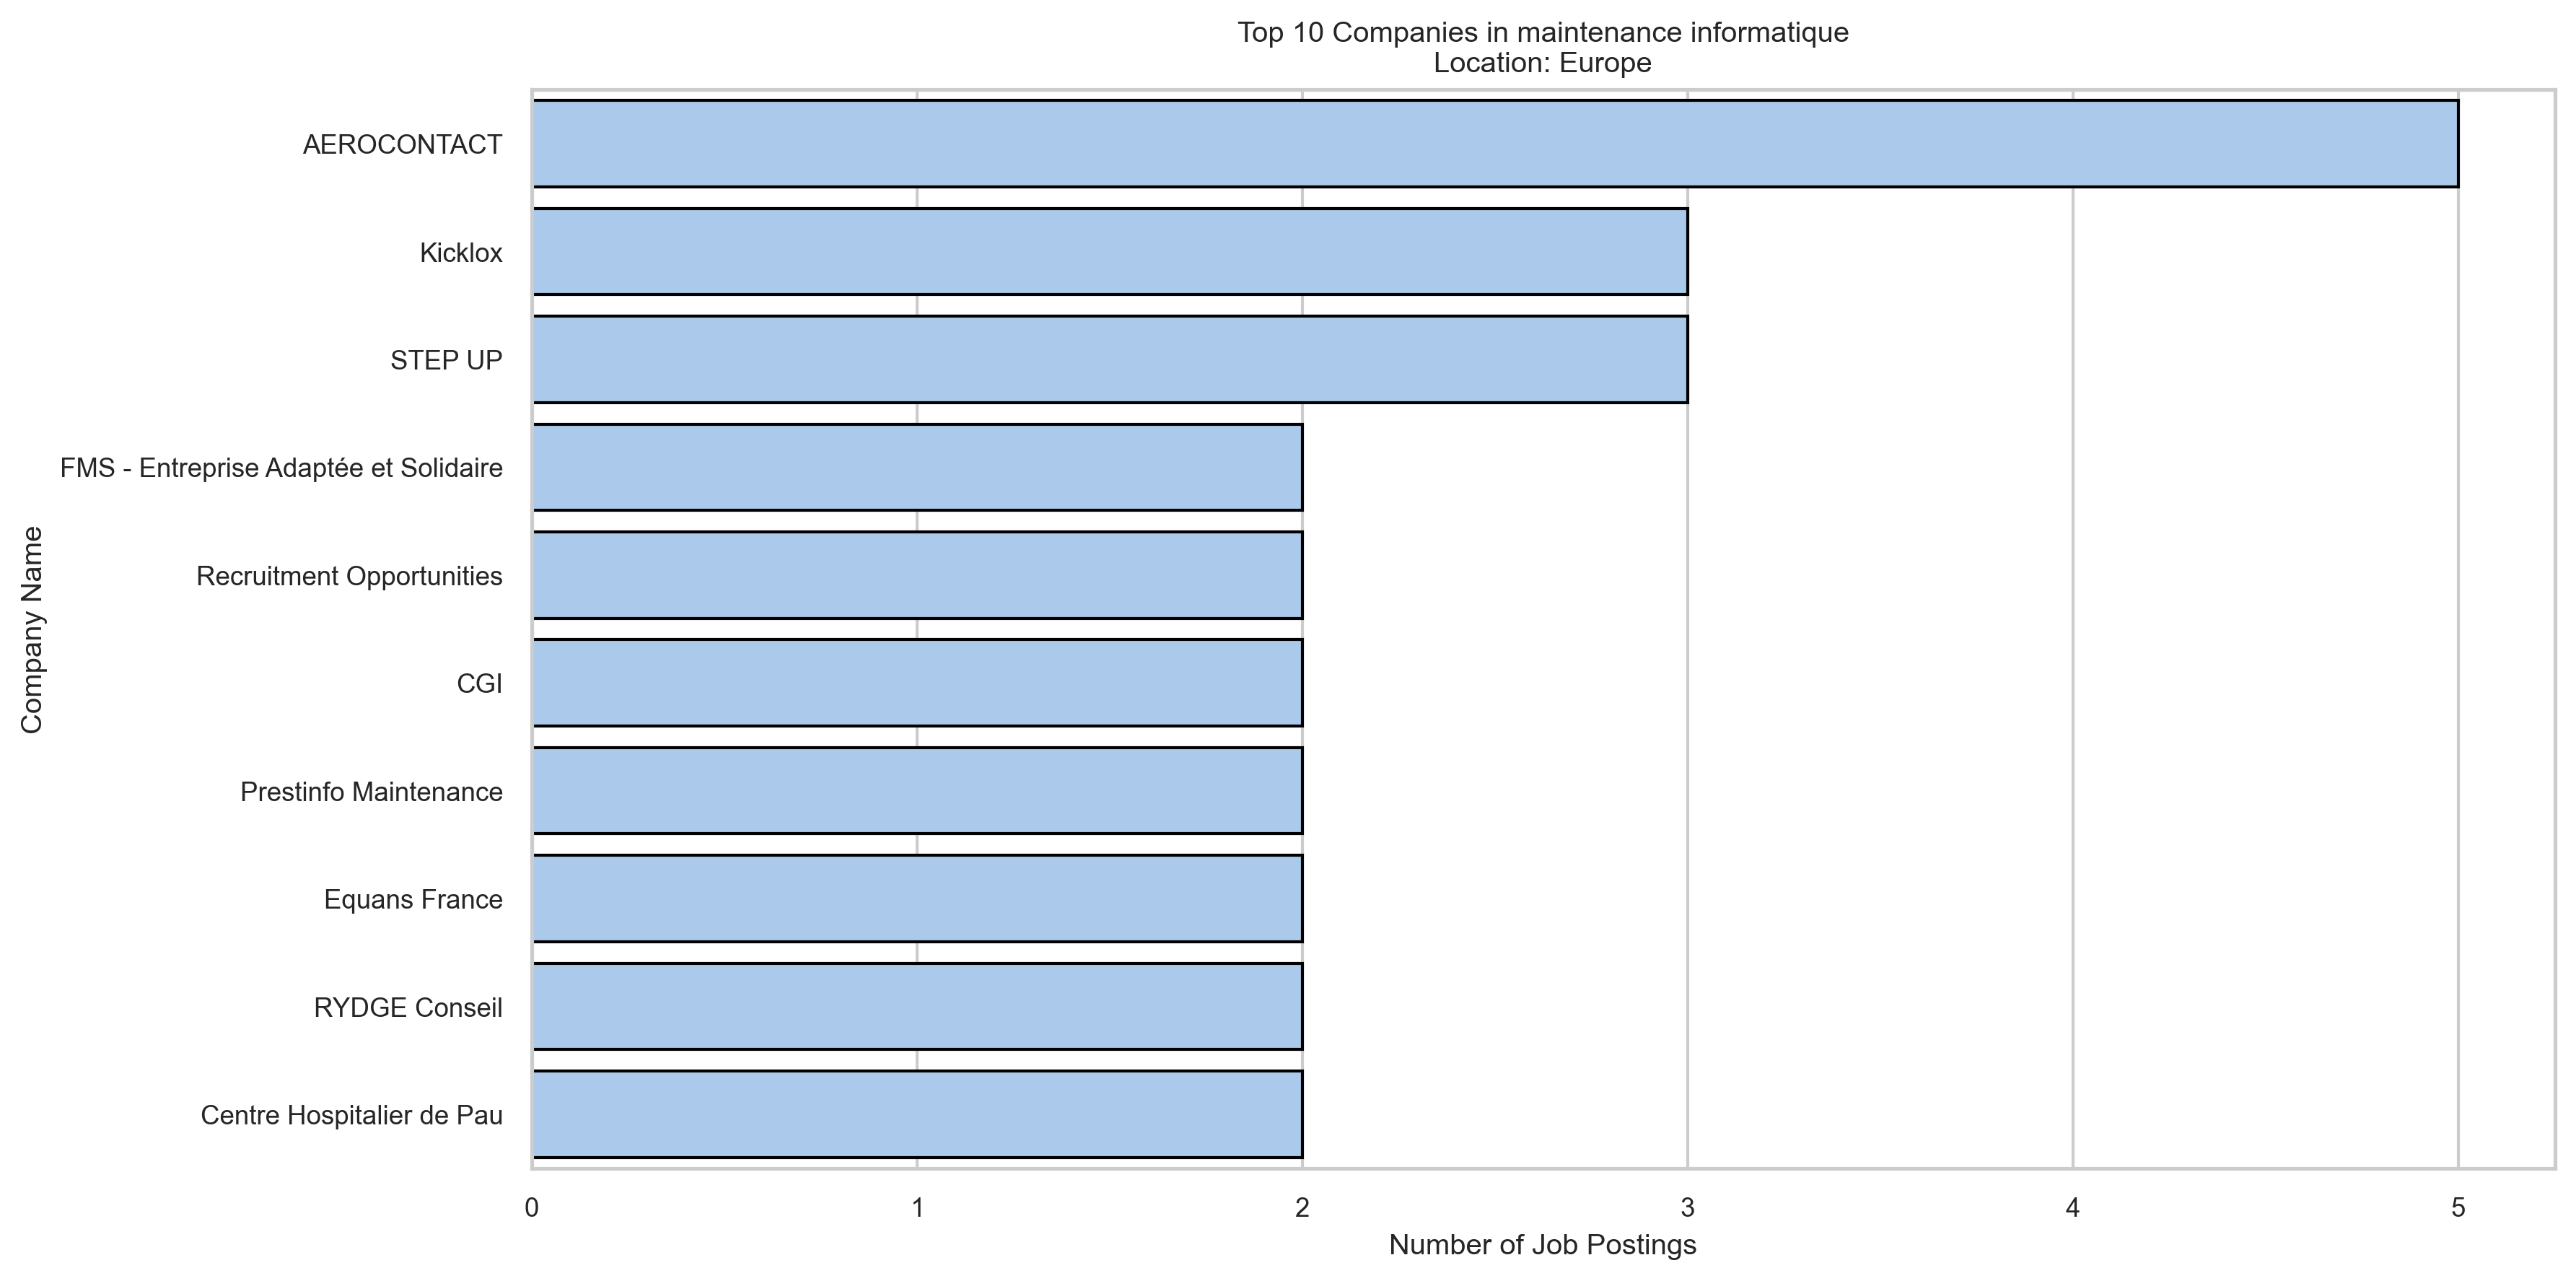 Top 10 Companies in maintenance informatique
Location: Europe
AEROCONTACT
Kicklox
STEP UP
FMS - Entreprise Adaptée et Solidaire
Recruitment Opportunities
CGI
Prestinfo Maintenance
Equans France
RYDGE Conseil
Centre Hospitalier de Pau
Company Name
0 1 2 3 4 5
Number of Job Postings